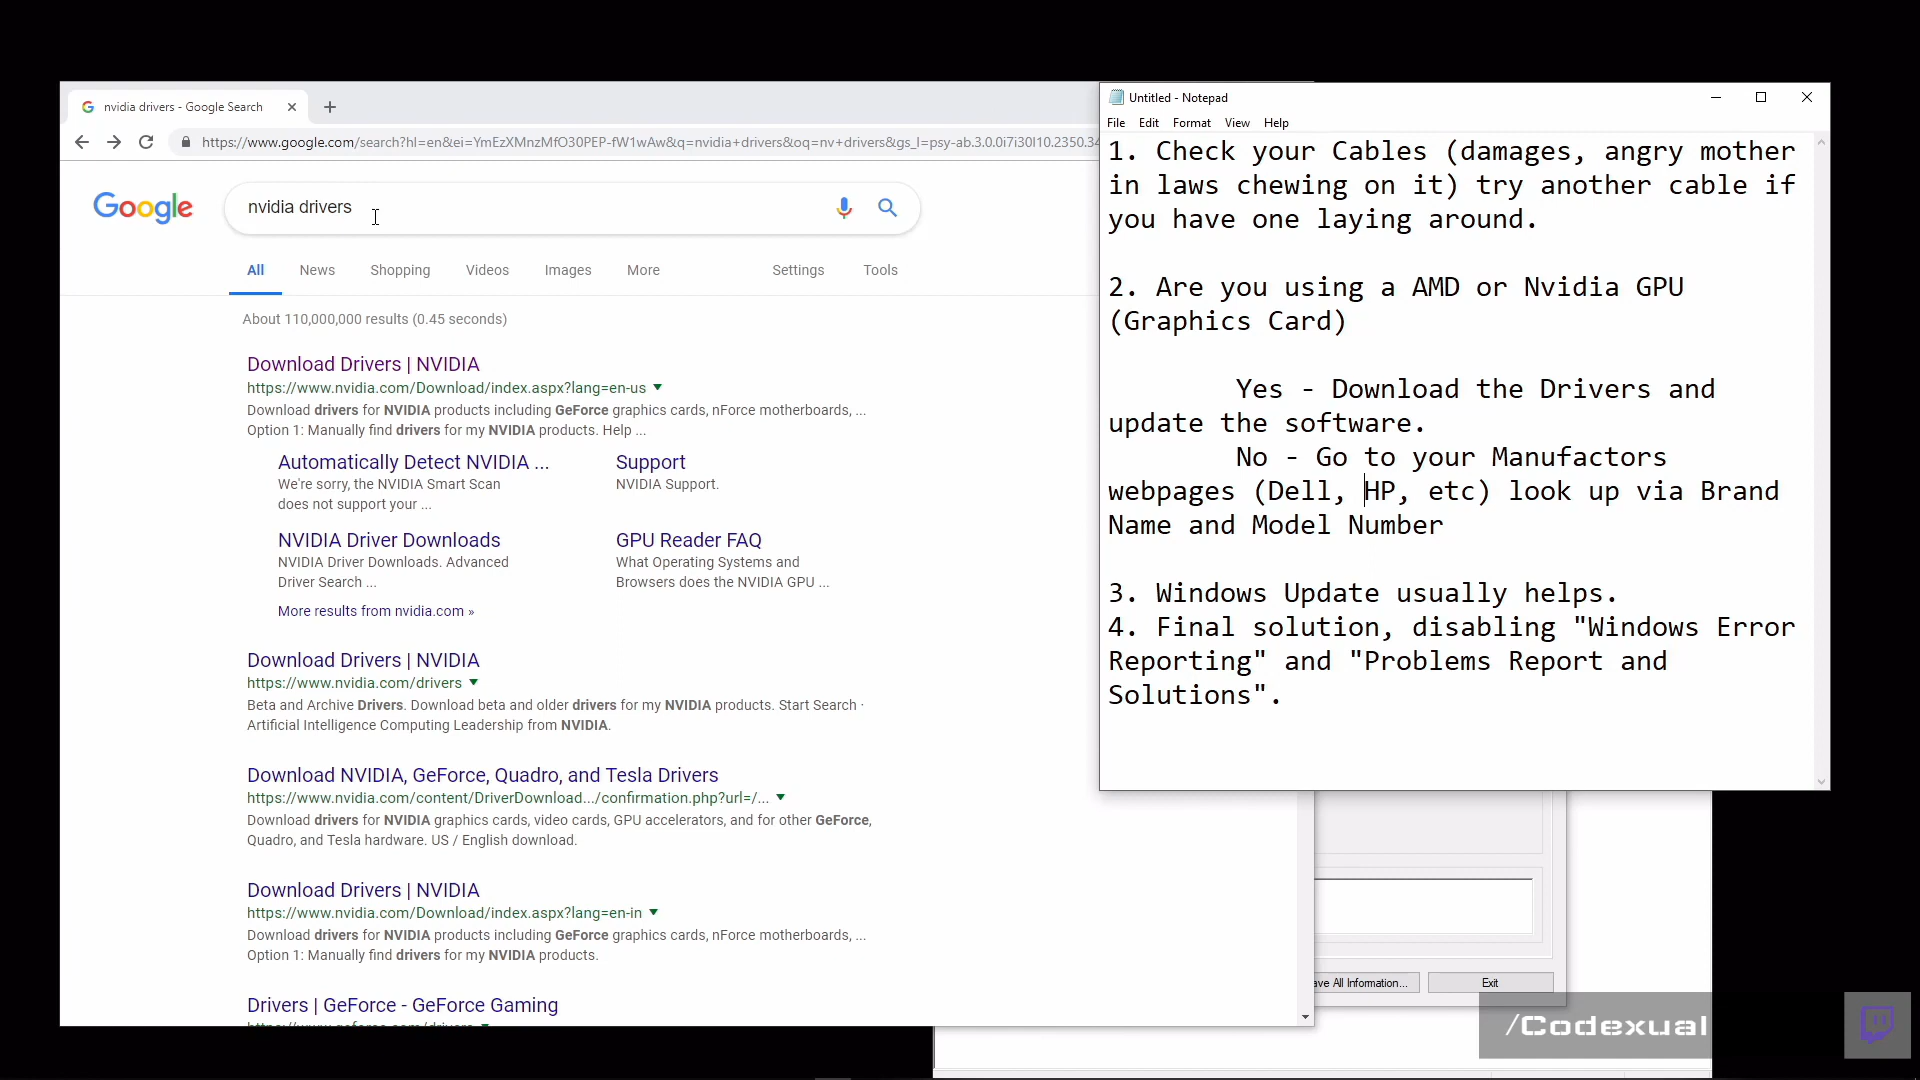 nvidia drivers - Google Search
https://www.google.com/search?hl=en&ei=YmEzXMnzMfO30PEP-fW1wAw&q=nvidia+drivers&oq=nv+drivers&gs_l=psy-ab.3.0.0i7i30l10.2350.34
Google
nvidia drivers
All News Shopping Videos Images More Settings Tools
About 110,000,000 results (0.45 seconds)
Download Drivers | NVIDIA
https://www.nvidia.com/Download/index.aspx?lang=en-us
Download drivers for NVIDIA products including GeForce graphics cards, nForce motherboards, ...
Option 1: Manually find drivers for my NVIDIA products. Help ...
Automatically Detect NVIDIA ...
We're sorry, the NVIDIA Smart Scan
does not support your ...
Support
NVIDIA Support.
NVIDIA Driver Downloads
NVIDIA Driver Downloads. Advanced
Driver Search ...
GPU Reader FAQ
What Operating Systems and
Browsers does the NVIDIA GPU ...
More results from nvidia.com »
Download Drivers | NVIDIA
https://www.nvidia.com/drivers
Beta and Archive Drivers. Download beta and older drivers for my NVIDIA products. Start Search ·
Artificial Intelligence Computing Leadership from NVIDIA.
Download NVIDIA, GeForce, Quadro, and Tesla Drivers
https://www.nvidia.com/content/DriverDownload.../confirmation.php?url=/...
Download drivers for NVIDIA graphics cards, video cards, GPU accelerators, and for other GeForce,
Quadro, and Tesla hardware. US / English download.
Download Drivers | NVIDIA
https://www.nvidia.com/Download/index.aspx?lang=en-in
Download drivers for NVIDIA products including GeForce graphics cards, nForce motherboards, ...
Option 1: Manually find drivers for my NVIDIA products.
Drivers | GeForce - GeForce Gaming
Untitled - Notepad
File Edit Format View Help
1. Check your Cables (damages, angry mother
in laws chewing on it) try another cable if
you have one laying around.
2. Are you using a AMD or Nvidia GPU
(Graphics Card)
Yes - Download the Drivers and
update the software.
No - Go to your Manufactors
webpages (Dell, HP, etc) look up via Brand
Name and Model Number
3. Windows Update usually helps.
4. Final solution, disabling "Windows Error
Reporting" and "Problems Report and
Solutions".
ave All Information...
Exit
/Codexual